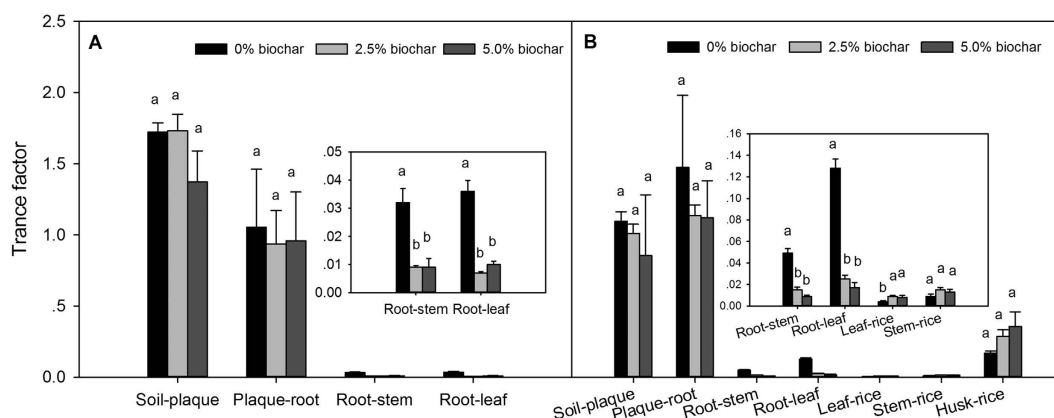 2.5
2.0
1.5
1.0
.5
0.0
Trance factor
A
0% biochar 2.5% biochar 5.0% biochar
a a a
a a a
.05
.04
.03
.02
.01
0.00
a b b a b b
Root-stem Root-leaf
Soil-plaque Plaque-root Root-stem Root-leaf
B
0% biochar 2.5% biochar 5.0% biochar
a a a
a a a
.16
.14
.12
.10
.08
.06
.04
.02
0.00
a b b a b b b a a a a a
Root-stem Root-leaf Leaf-rice Stem-rice
a a a
Soil-plaque Plaque-root Root-stem Root-leaf Leaf-rice Stem-rice Husk-rice